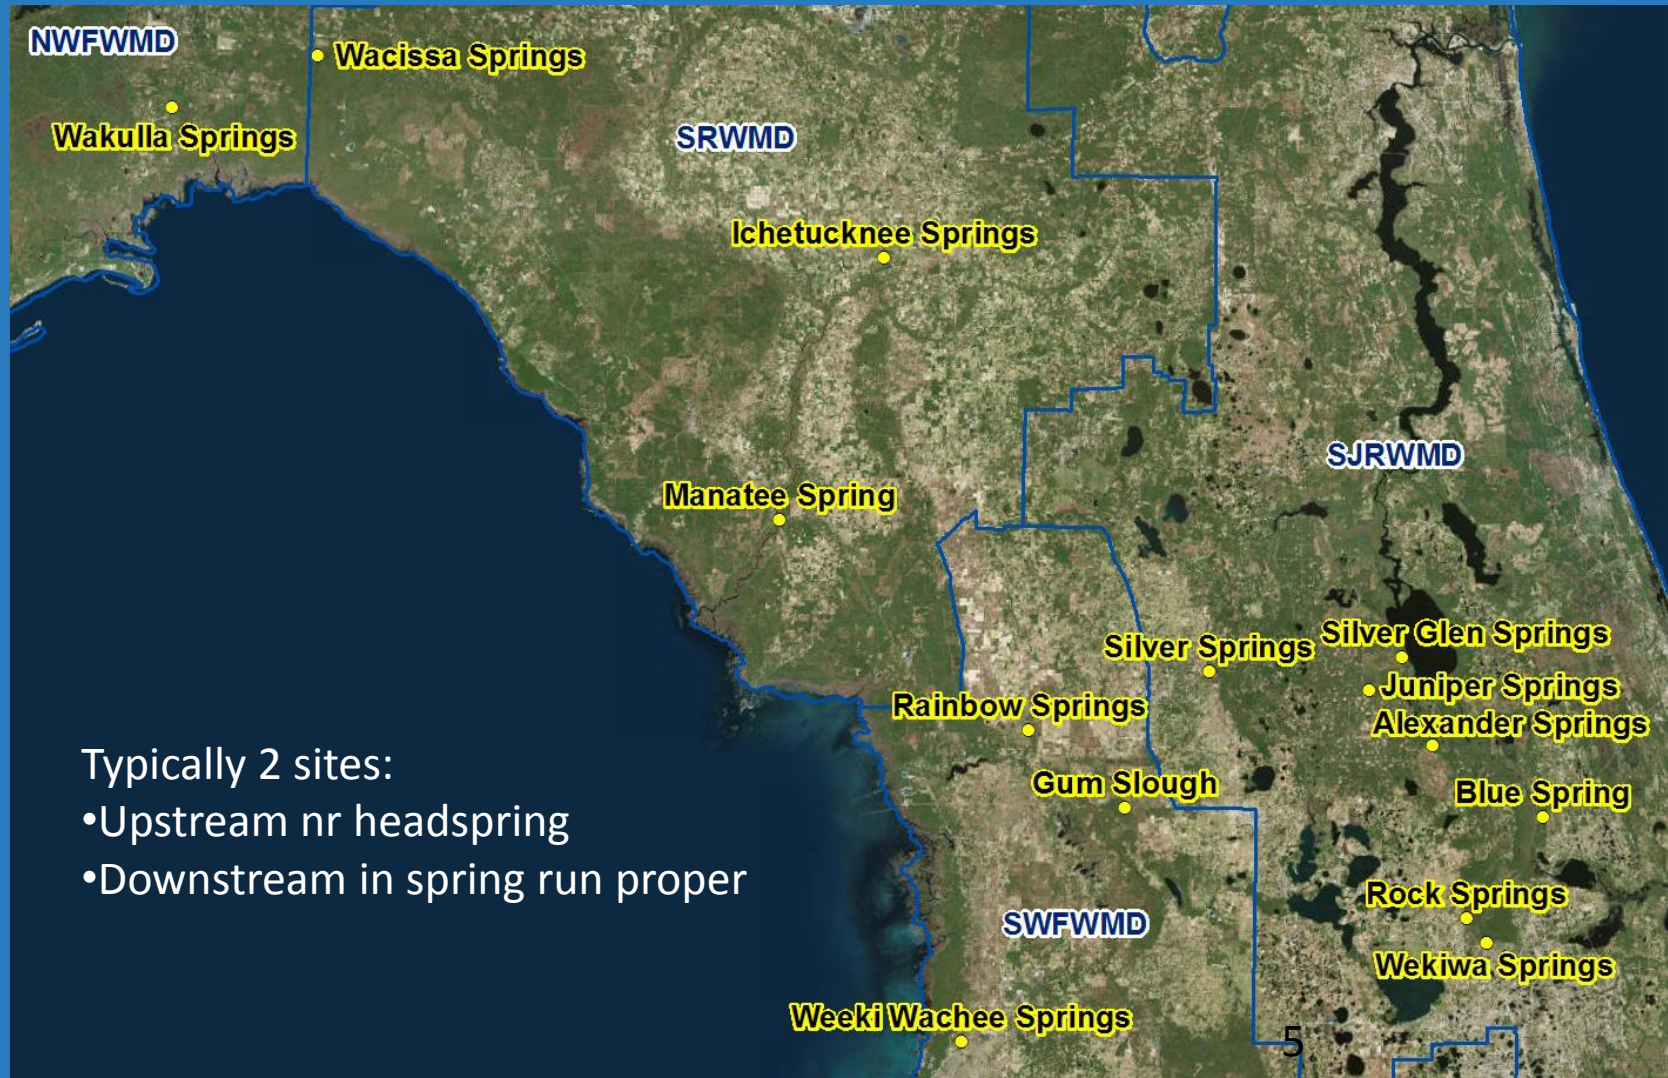 NWFWMD
Wacissa Springs
Wakulla Springs
SRWMD
Ichetucknee Springs
SJRWMD
Manatee Spring
Silver Springs
Silver Glen Springs
Juniper Springs
Rainbow Springs
Alexander Springs
Typically 2 sites:
•Upstream nr headspring
•Downstream in spring run proper
Gum Slough
Blue Spring
Rock Springs
SWFWMD
Wekiwa Springs
Weeki Wachee Springs
5